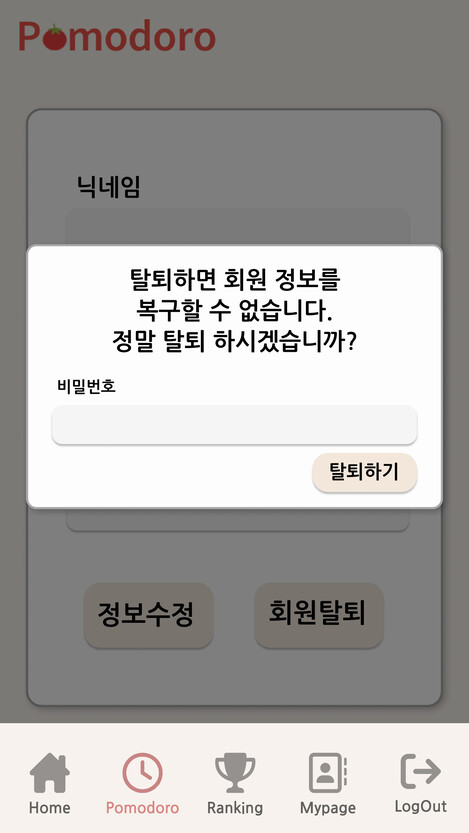 Pomodoro
닉네임
탈퇴하면 회원 정보를
복구할 수 없습니다.
정말 탈퇴 하시겠습니까?
비밀번호
탈퇴하기
정보수정 회원탈퇴
Home Pomodoro Ranking Mypage LogOut